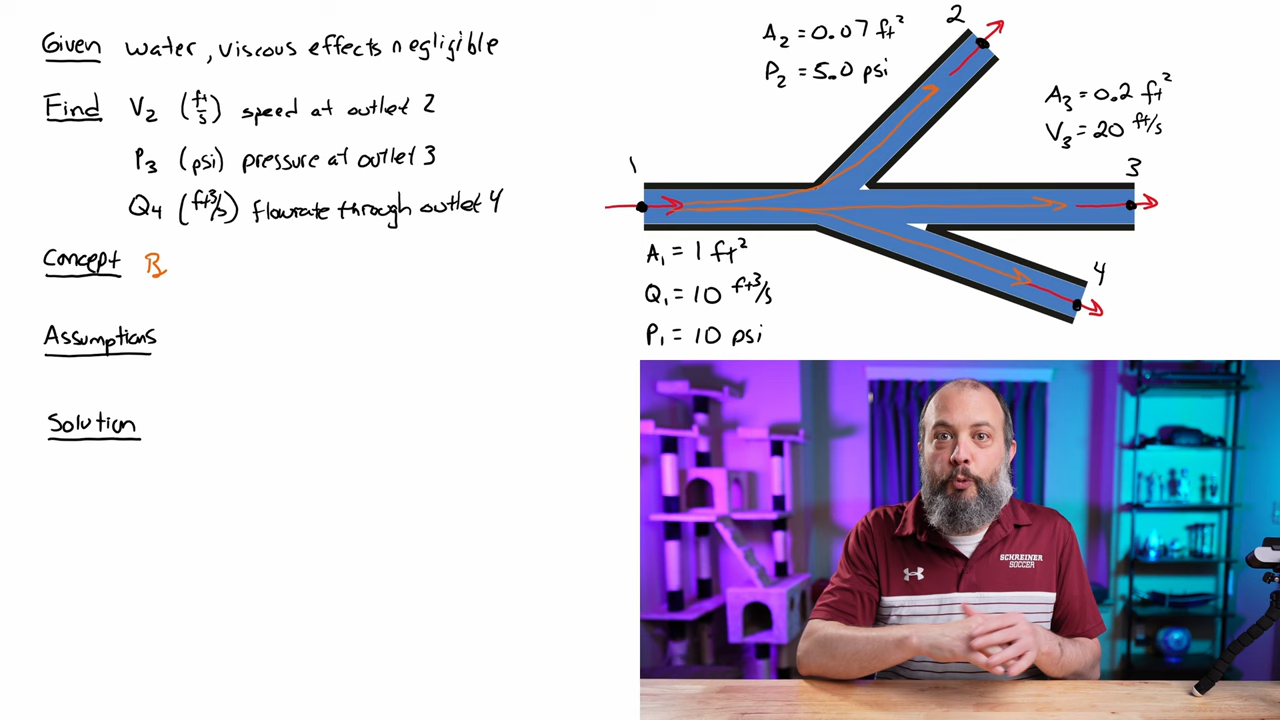 Given water, viscous effects negligible
Find V₂ (ft/s) speed at outlet 2
P₃ (psi) pressure at outlet 3
Q₄ (ft³/s) flowrate through outlet 4
Concept B
Assumptions
Solution
A₂ = 0.07 ft²
P₂ = 5.0 psi
2
A₃ = 0.2 ft²
V₃ = 20 ft/s
1
3
4
A₁ = 1 ft²
Q₁ = 10 ft³/s
P₁ = 10 psi
SCHREINER
SOCCER